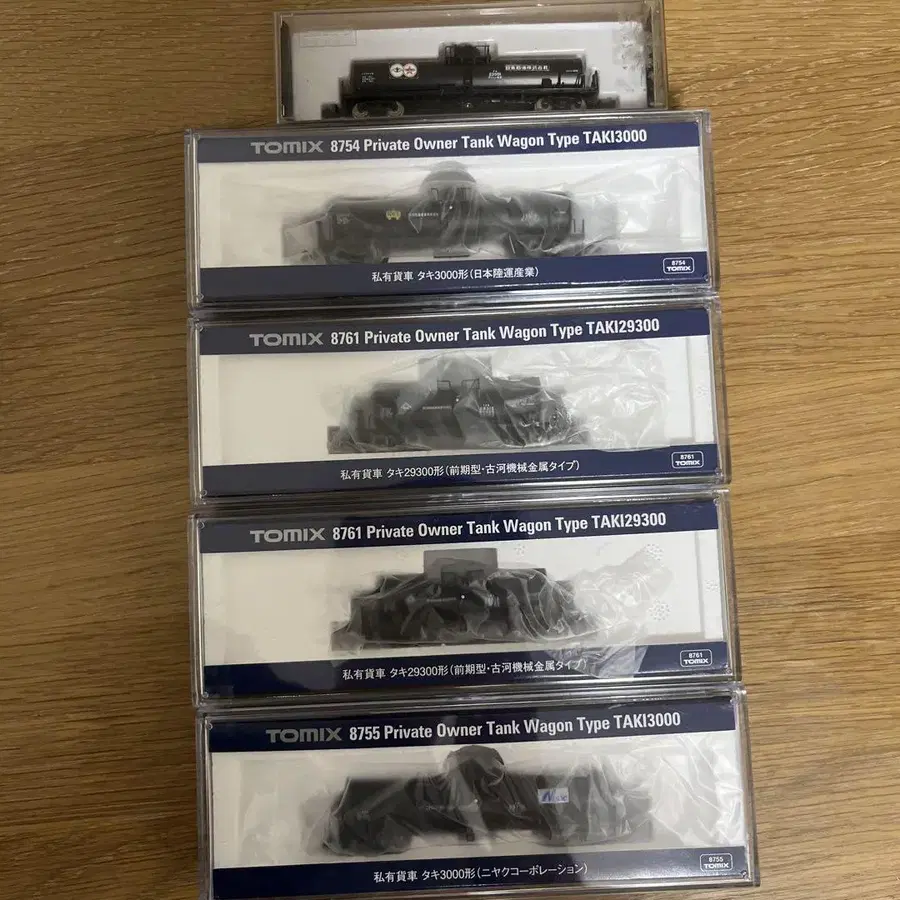 TOMIX 8754 Private Owner Tank Wagon Type TAKI3000
私有貨車 タキ3000形(日本陸運産業)
8754
TOMIX
TOMIX 8761 Private Owner Tank Wagon Type TAKI29300
私有貨車 タキ29300形(前期型・古河機械金属タイプ)
8761
TOMIX
TOMIX 8761 Private Owner Tank Wagon Type TAKI29300
私有貨車 タキ29300形(前期型・古河機械金属タイプ)
8761
TOMIX
TOMIX 8755 Private Owner Tank Wagon Type TAKI3000
私有貨車 タキ3000形(ニヤクコーポレーション)
8755
TOMIX